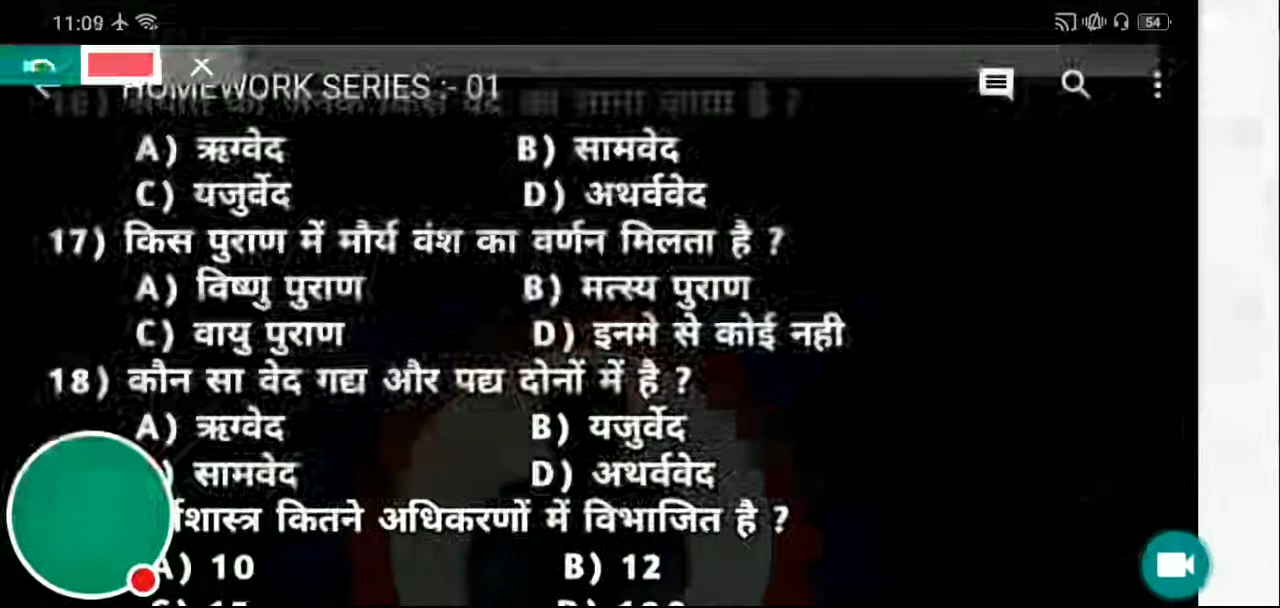 11:09
54
HOMEWORK SERIES :- 01
A) ऋग्वेद B) सामवेद
C) यजुर्वेद D) अथर्ववेद
17) किस पुराण में मौर्य वंश का वर्णन मिलता है ?
A) विष्णु पुराण B) मत्स्य पुराण
C) वायु पुराण D) इनमे से कोई नही
18) कौन सा वेद गद्य और पद्य दोनों में है ?
A) ऋग्वेद B) यजुर्वेद
) सामवेद D) अथर्ववेद
कितने अधिकरणों में विभाजित है ?
A) 10 B) 12